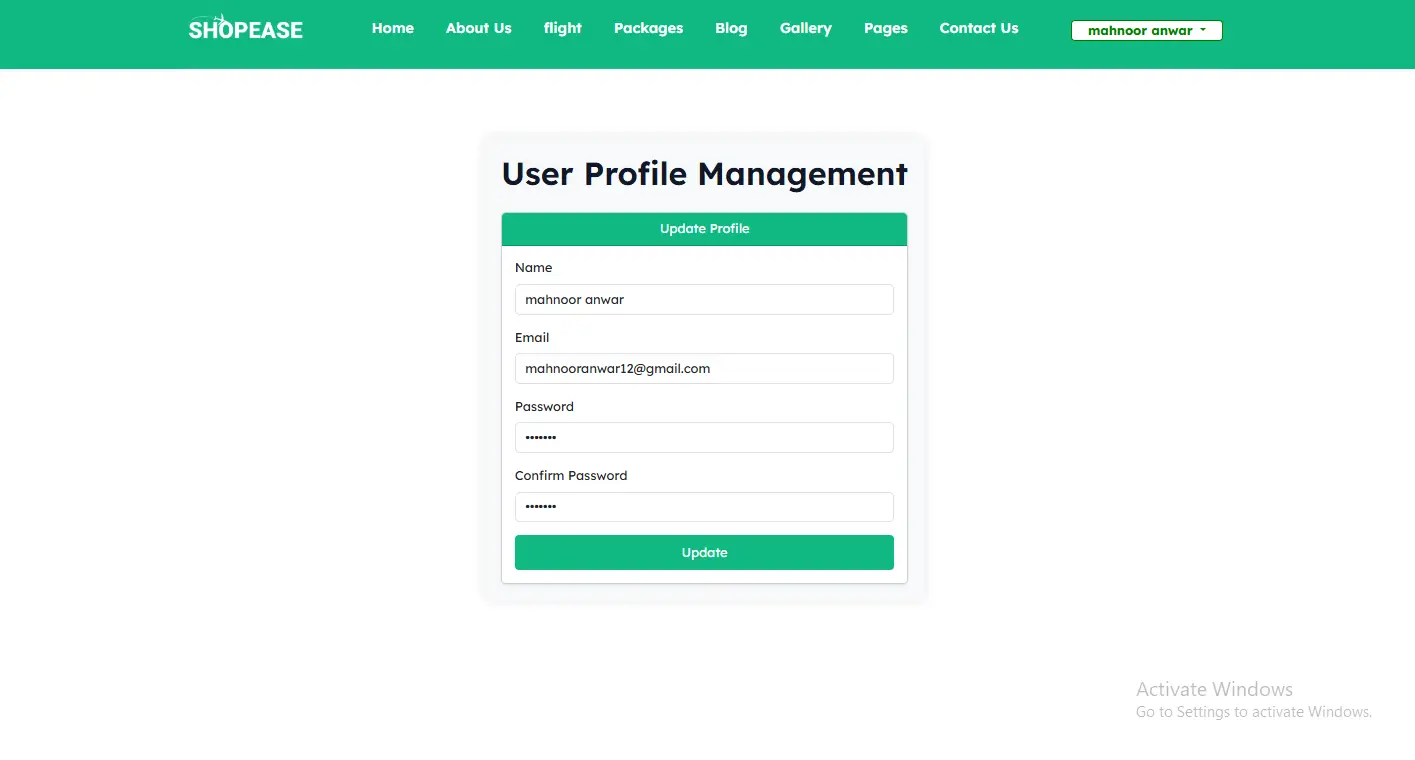 SHOPEASE
Home About Us flight Packages Blog Gallery Pages Contact Us mahnoor anwar
User Profile Management
Update Profile
Name
mahnoor anwar
Email
mahnooranwar12@gmail.com
Password
•••••••
Confirm Password
•••••••
Update
Activate Windows
Go to Settings to activate Windows.